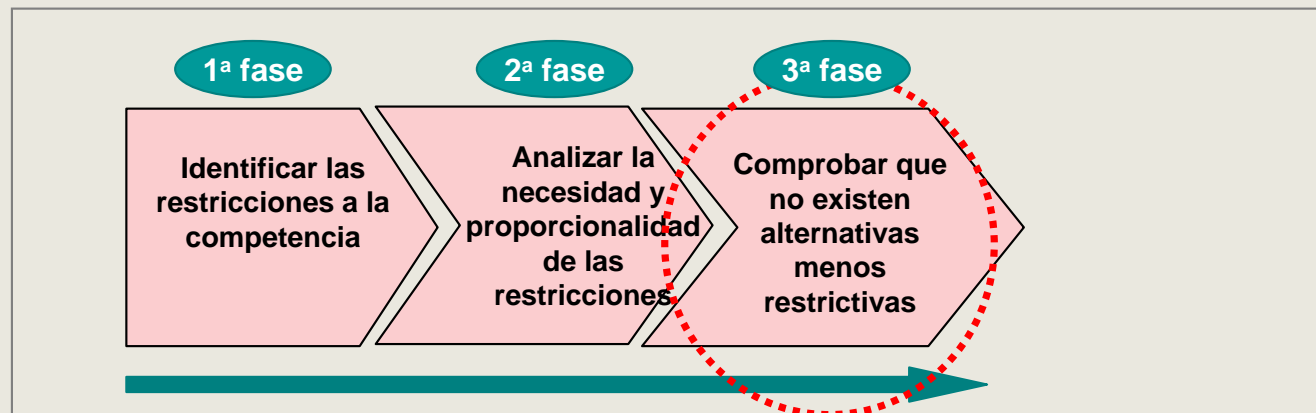 1ª fase
Identificar las
restricciones a la
competencia
2ª fase
Analizar la
necesidad y
proporcionalidad
de las
restricciones
3ª fase
Comprobar que
no existen
alternativas
menos
restrictivas